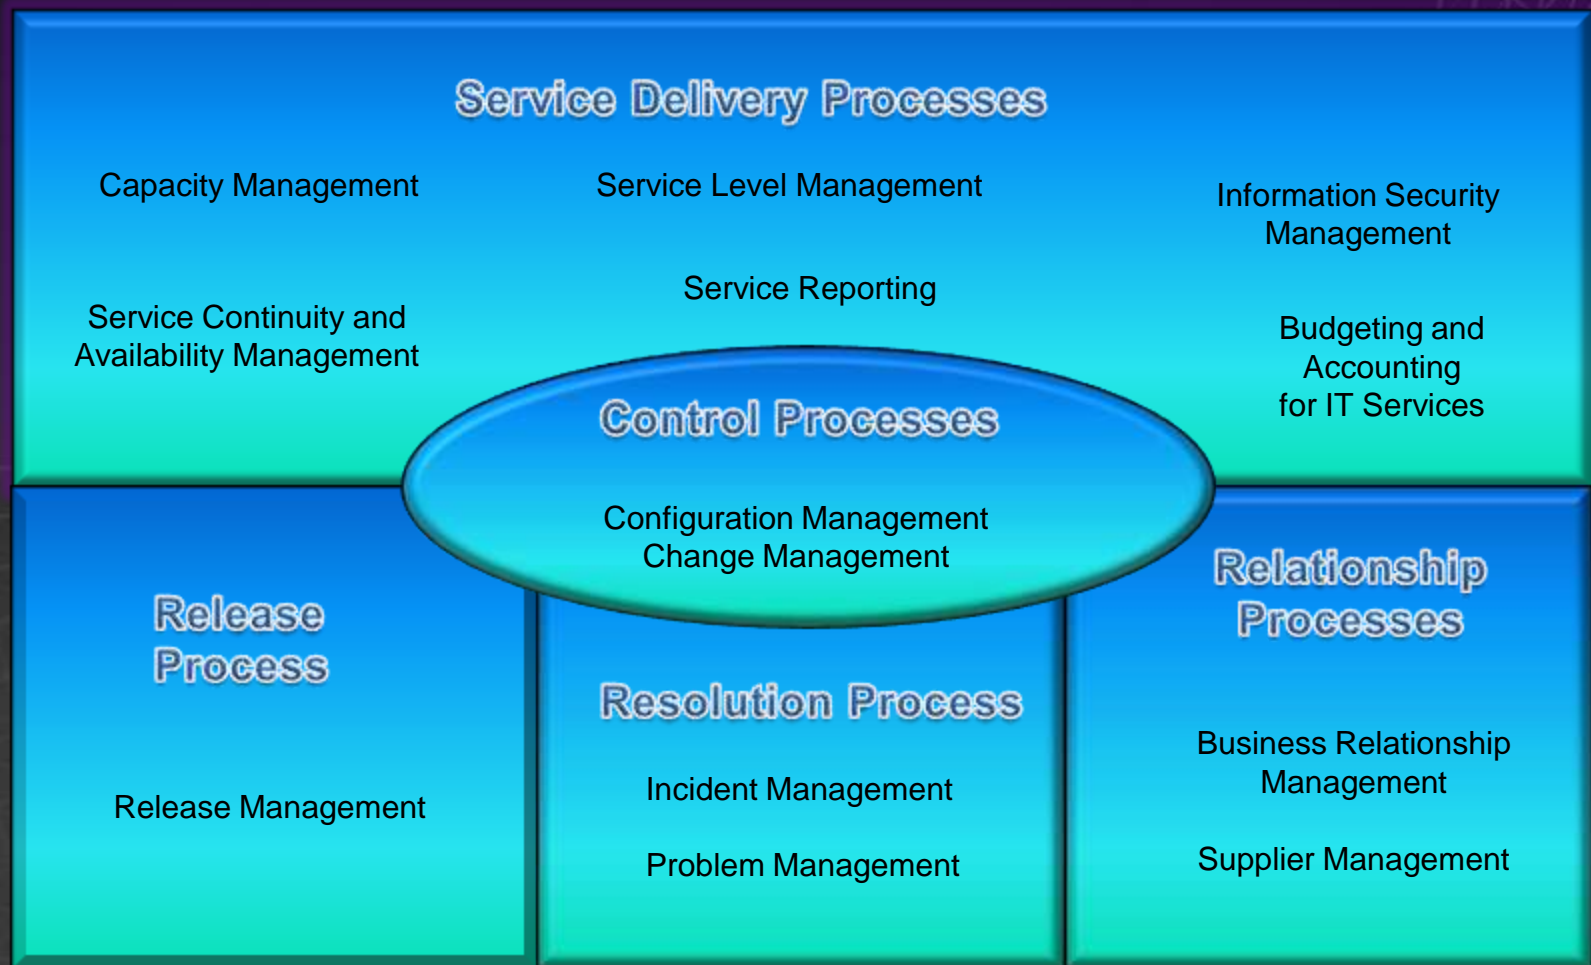 Service Delivery Processes
Capacity Management
Service Level Management
Information Security
Management
Service Reporting
Service Continuity and
Availability Management
Budgeting and
Accounting
for IT Services
Control Processes
Configuration Management
Change Management
Release
Process
Release Management
Resolution Process
Incident Management
Problem Management
Relationship
Processes
Business Relationship
Management
Supplier Management